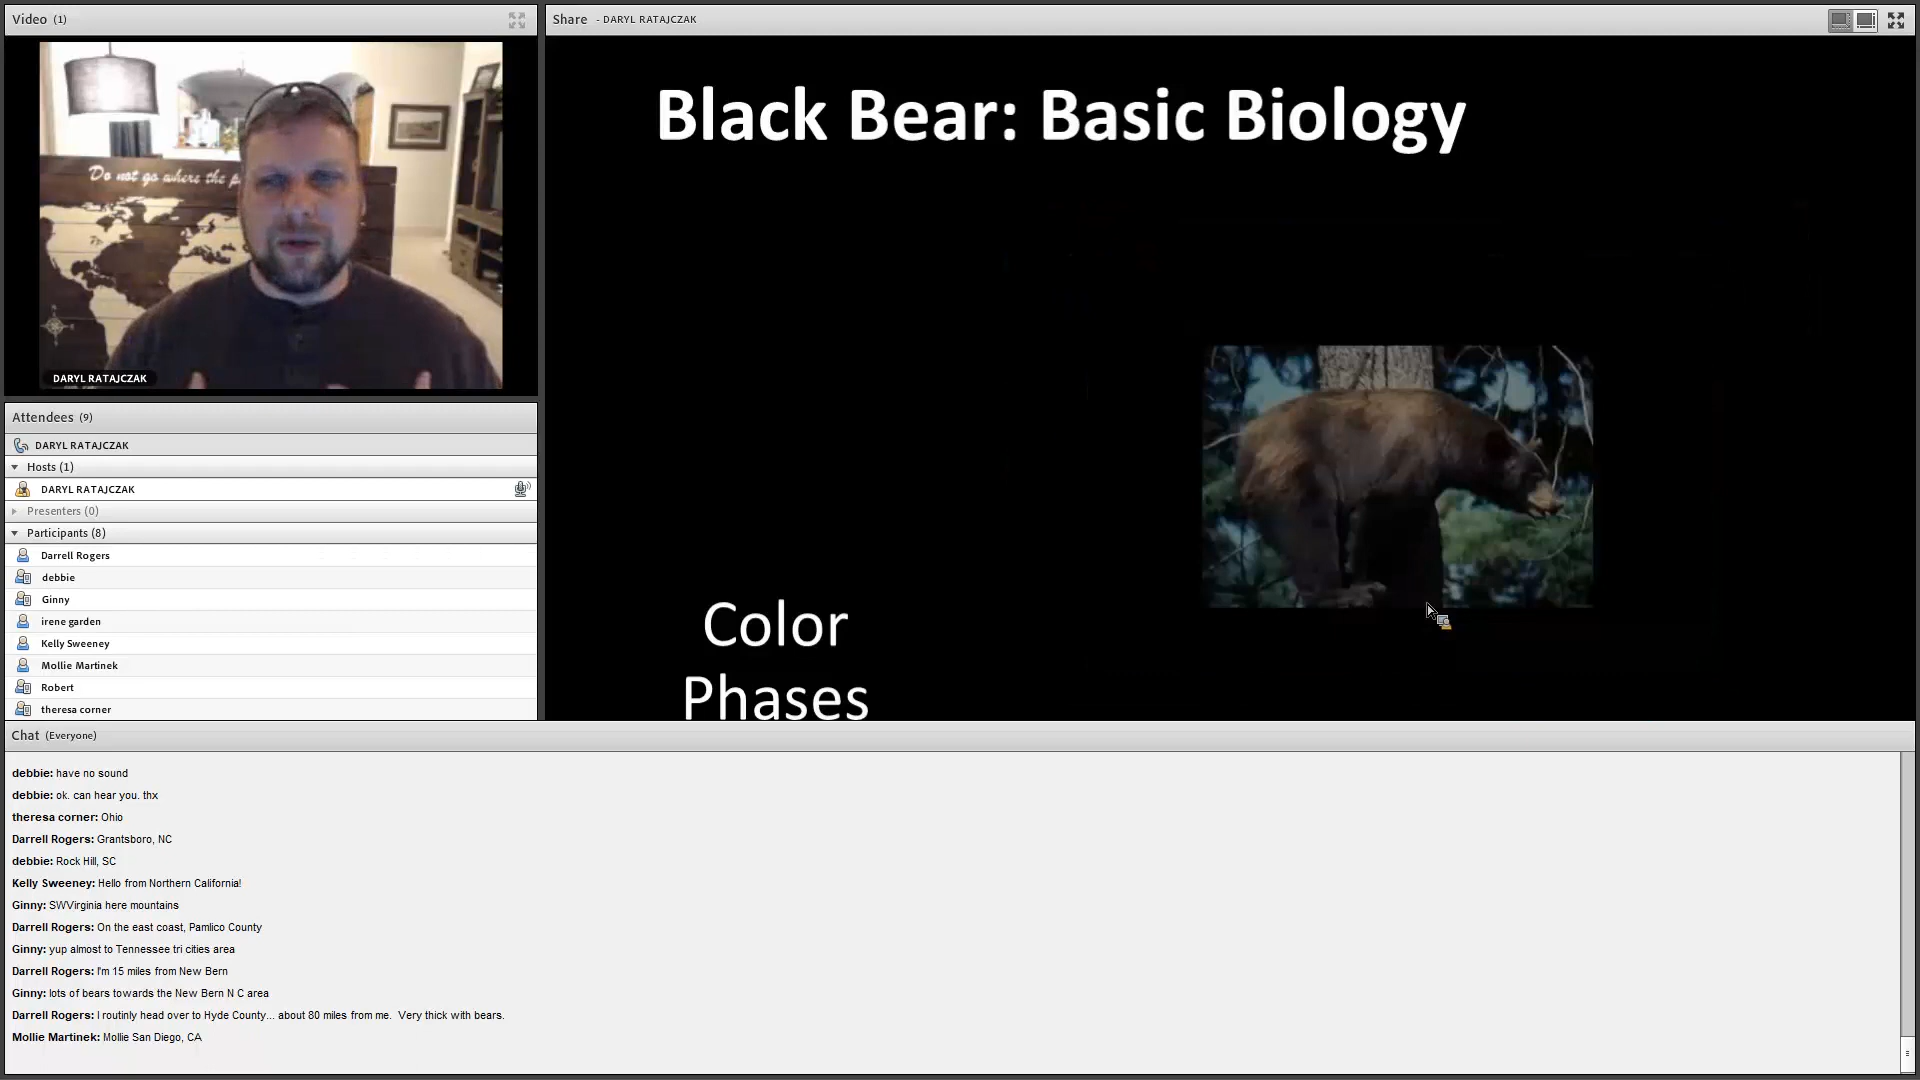 Video (1)
Do not go where the p
DARYL RATAJCZAK
Attendees (9)
DARYL RATAJCZAK
Hosts (1)
DARYL RATAJCZAK
Presenters (0)
Participants (8)
Darrell Rogers
debbie
Ginny
irene garden
Kelly Sweeney
Mollie Martinek
Robert
theresa corner
Share - DARYL RATAJCZAK
Black Bear: Basic Biology
Color
Phases
Chat (Everyone)
debbie: have no sound
debbie: ok. can hear you. thx
theresa corner: Ohio
Darrell Rogers: Grantsboro, NC
debbie: Rock Hill, SC
Kelly Sweeney: Hello from Northern California!
Ginny: SWVirginia here mountains
Darrell Rogers: On the east coast, Pamlico County
Ginny: yup almost to Tennessee tri cities area
Darrell Rogers: I'm 15 miles from New Bern
Ginny: lots of bears towards the New Bern N C area
Darrell Rogers: I routinly head over to Hyde County... about 80 miles from me.  Very thick with bears.
Mollie Martinek: Mollie San Diego, CA